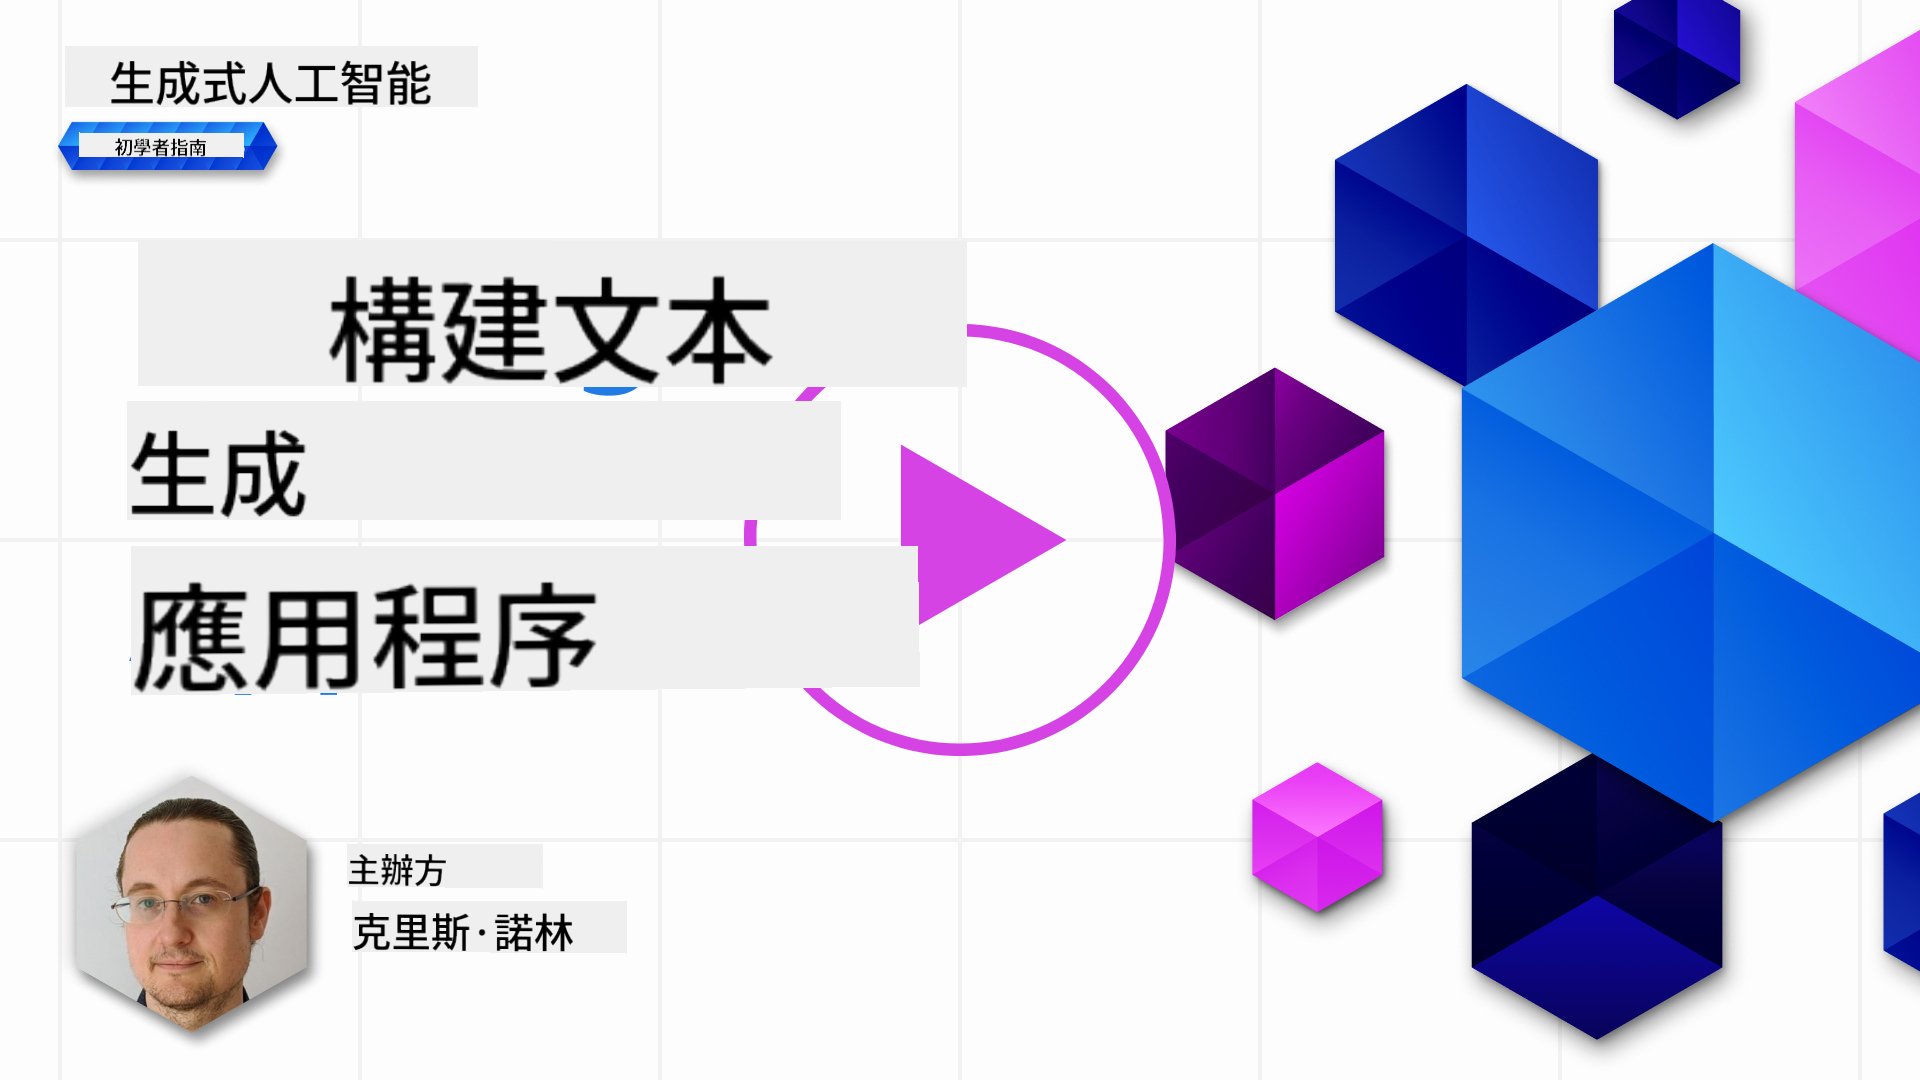 生成式人工智能
初學者指南
構建文本
生成
應用程序
主辦方
克里斯·諾林